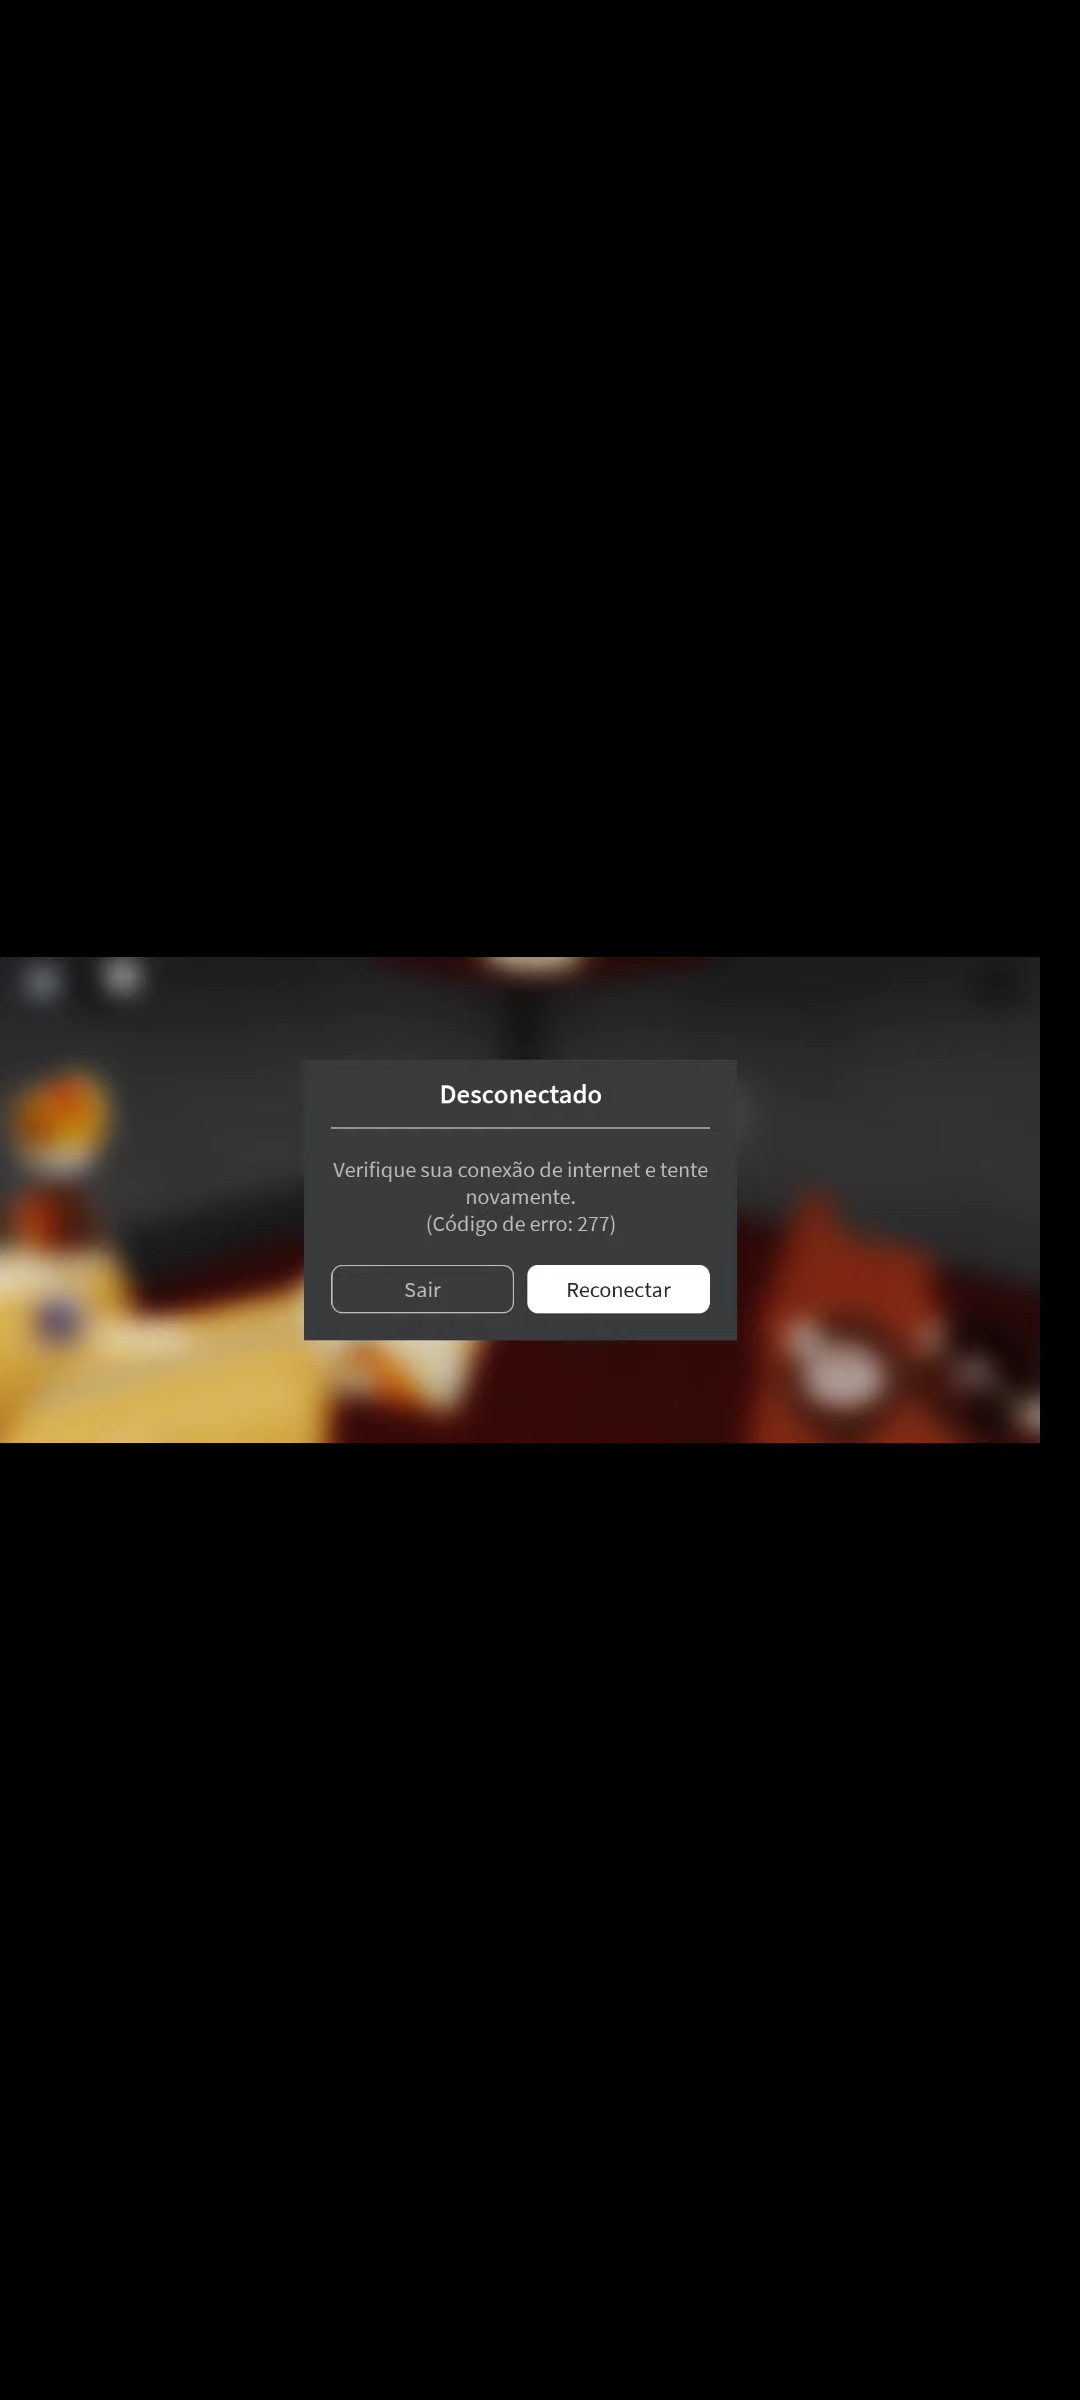 Desconectado
Verifique sua conexão de internet e tente
novamente.
(Código de erro: 277)
Sair
Reconectar